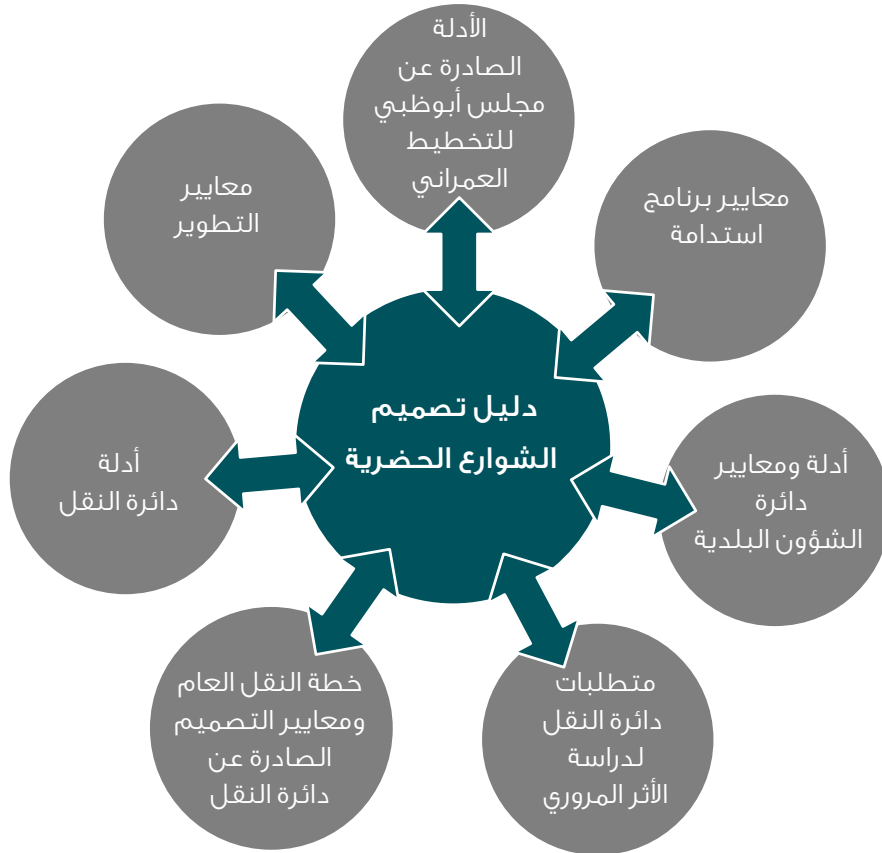 الأدلة
الصادرة عن
مجلس أبوظبي
للتخطيط
العمراني
معايير برنامج
استدامة
أدلة ومعايير
دائرة
الشؤون البلدية
متطلبات
دائرة النقل
لدراسة
الأثر المروري
خطة النقل العام
ومعايير التصميم
الصادرة عن
دائرة النقل
أدلة
دائرة النقل
معايير
التطوير
دليل تصميم
الشوارع الحضرية